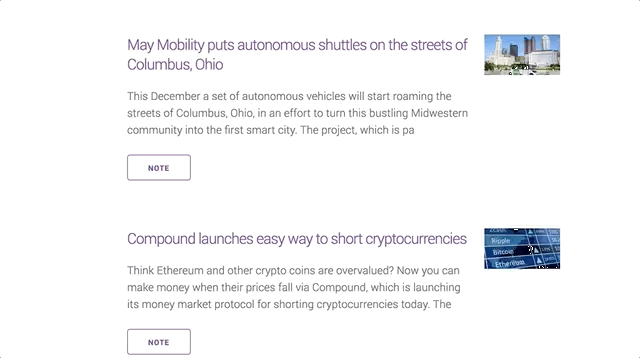 May Mobility puts autonomous shuttles on the streets of
Columbus, Ohio
This December a set of autonomous vehicles will start roaming the
streets of Columbus, Ohio, in an effort to turn this bustling Midwestern
community into the first smart city. The project, which is pa
NOTE
Compound launches easy way to short cryptocurrencies
Ripple
Bitcoin
Ethereum
Think Ethereum and other crypto coins are overvalued? Now you can
make money when their prices fall via Compound, which is launching
its money market protocol for shorting cryptocurrencies today. The
NOTE